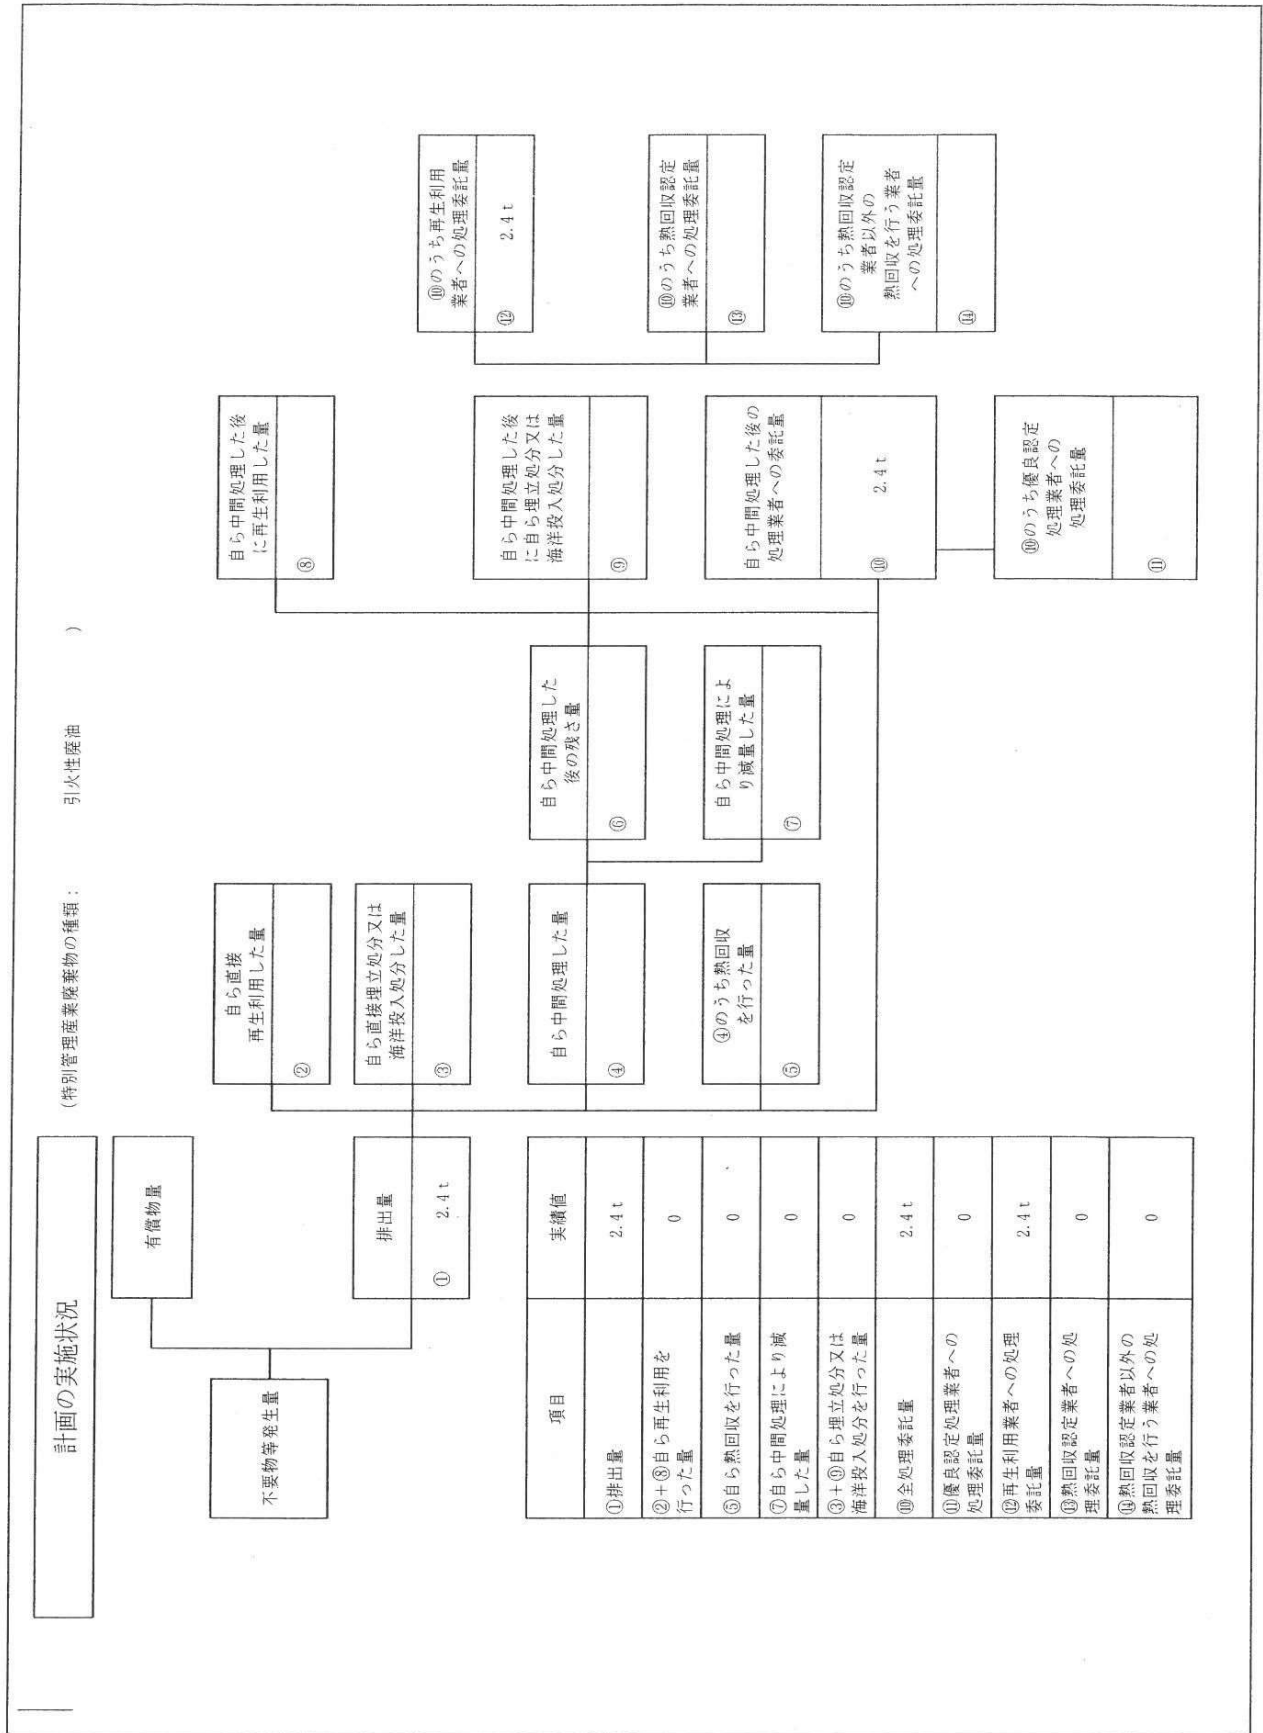 計画の実施状況
(特別管理産業廃棄物の種類: 引火性廃油 )
不要物等発生量
有償物量
排出量
① 2.4t
自ら直接
再生利用した量
②
自ら直接埋立処分又は
海洋投入処分した量
③
自ら中間処理した量
④
④のうち熱回収
を行った量
⑤
自ら中間処理した
後の残さ量
⑥
自ら中間処理によ
り減量した量
⑦
自ら中間処理した後
に再生利用した量
⑧
自ら中間処理した後
に自ら埋立処分又は
海洋投入処分した量
⑨
自ら中間処理した後の
処理業者への委託量
⑩ 2.4t
⑩のうち優良認定
処理業者への
処理委託量
⑪
⑩のうち再生利用
業者への処理委託量
⑫ 2.4t
⑩のうち熱回収認定
業者への処理委託量
⑬
⑩のうち熱回収認定
業者以外の
熱回収を行う業者
への処理委託量
⑭
項目 実績値
①排出量 2.4t
②+⑧自ら再生利用を
行った量 0
⑤自ら熱回収を行った量 0
⑦自ら中間処理により減
量した量 0
③+⑨自ら埋立処分又は
海洋投入処分を行った量 0
⑩全処理委託量 2.4t
⑪優良認定処理業者への
処理委託量 0
⑫再生利用業者への処理
委託量 2.4t
⑬熱回収認定業者への処
理委託量 0
⑭熱回収認定業者以外の
熱回収を行う業者への処
理委託量 0